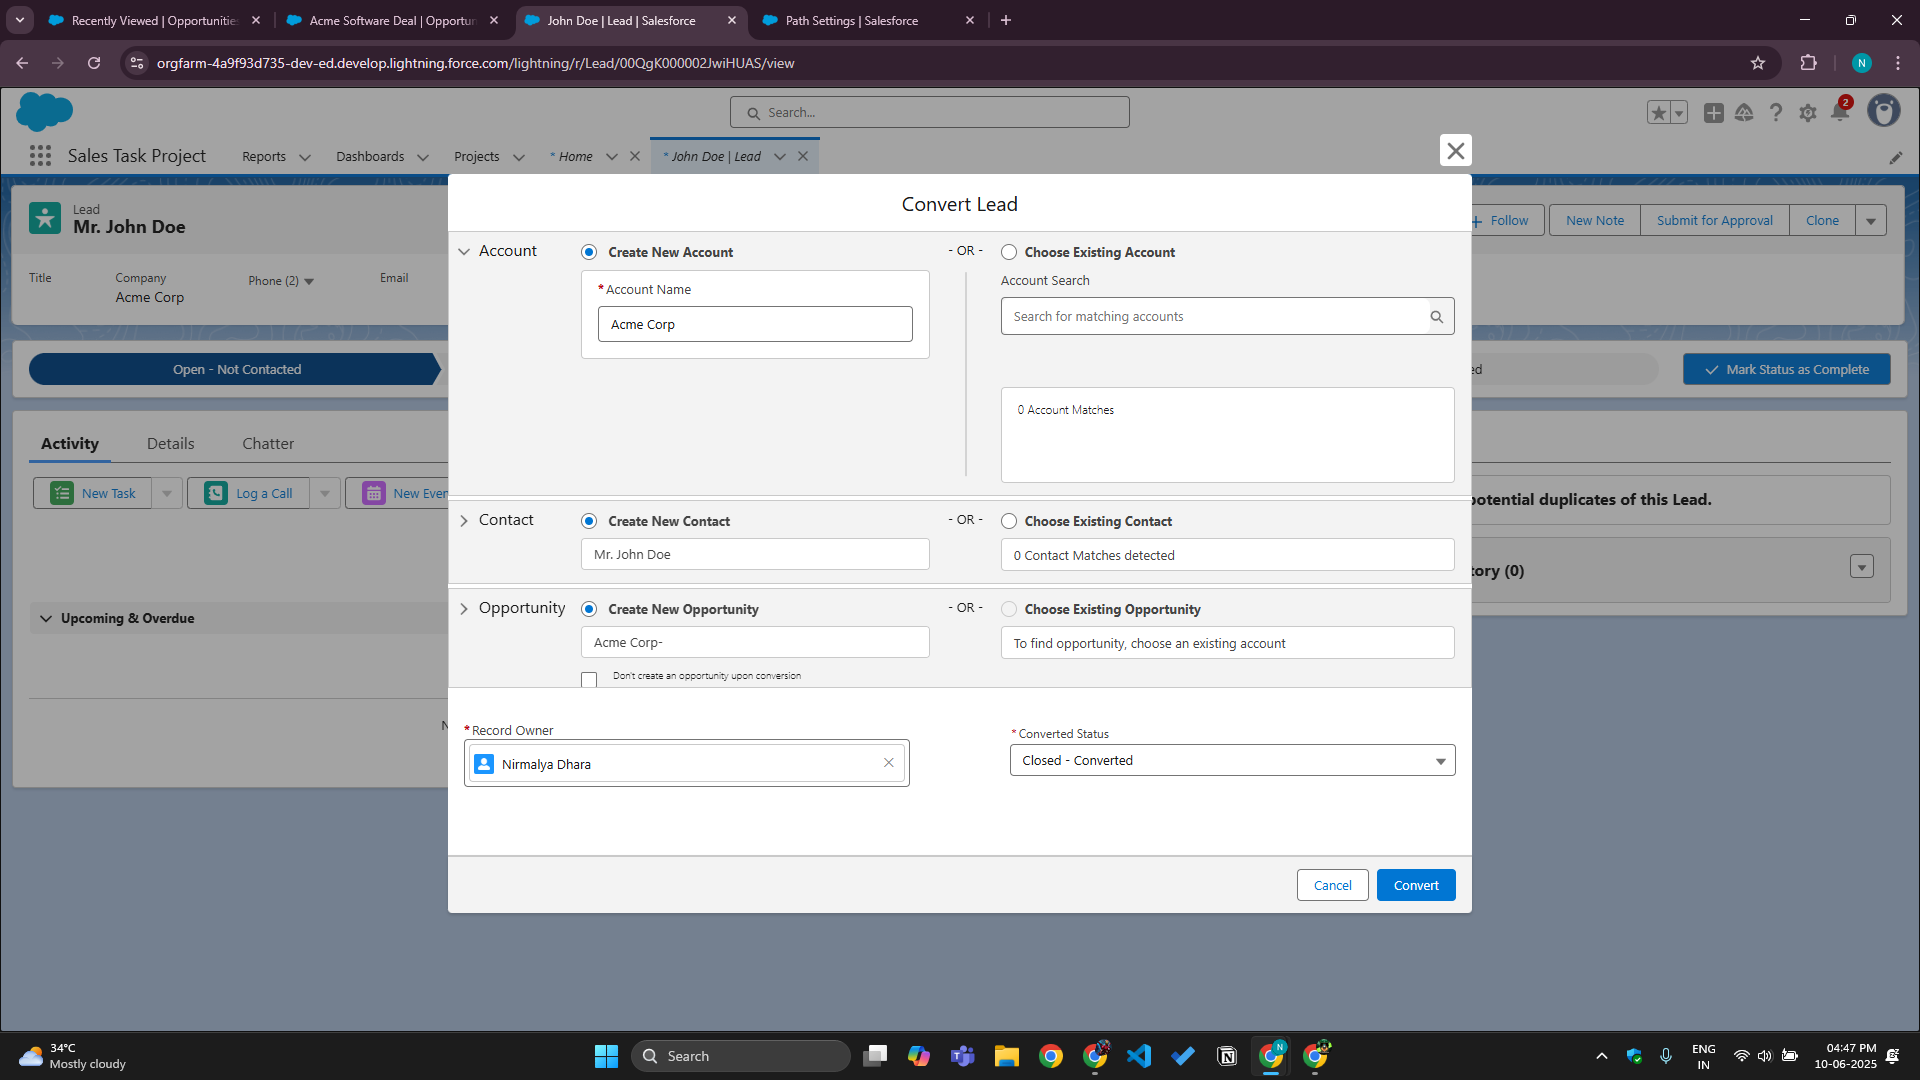 Recently Viewed | Opportunities
Acme Software Deal | Opportun
John Doe | Lead | Salesforce
Path Settings | Salesforce
orgfarm-4a9f93d735-dev-ed.develop.lightning.force.com/lightning/r/Lead/00QgK000002JwiHUAS/view
N
Search...
2
Sales Task Project
Reports
Dashboards
Projects
* Home
* John Doe | Lead
Lead
Mr. John Doe
Follow
New Note
Submit for Approval
Clone
Title
Company
Phone (2)
Email
Acme Corp
Open - Not Contacted
ed
Mark Status as Complete
Activity
Details
Chatter
New Task
Log a Call
New Even
Upcoming & Overdue
N
potential duplicates of this Lead.
tory (0)
Convert Lead
Account
Create New Account
- OR -
Choose Existing Account
* Account Name
Acme Corp
Account Search
Search for matching accounts
0 Account Matches
Contact
Create New Contact
- OR -
Choose Existing Contact
Mr. John Doe
0 Contact Matches detected
Opportunity
Create New Opportunity
- OR -
Choose Existing Opportunity
Acme Corp-
To find opportunity, choose an existing account
Don't create an opportunity upon conversion
* Record Owner
Nirmalya Dhara
* Converted Status
Closed - Converted
Cancel
Convert
34°C
Mostly cloudy
Search
N
ENG
IN
04:47 PM
10-06-2025